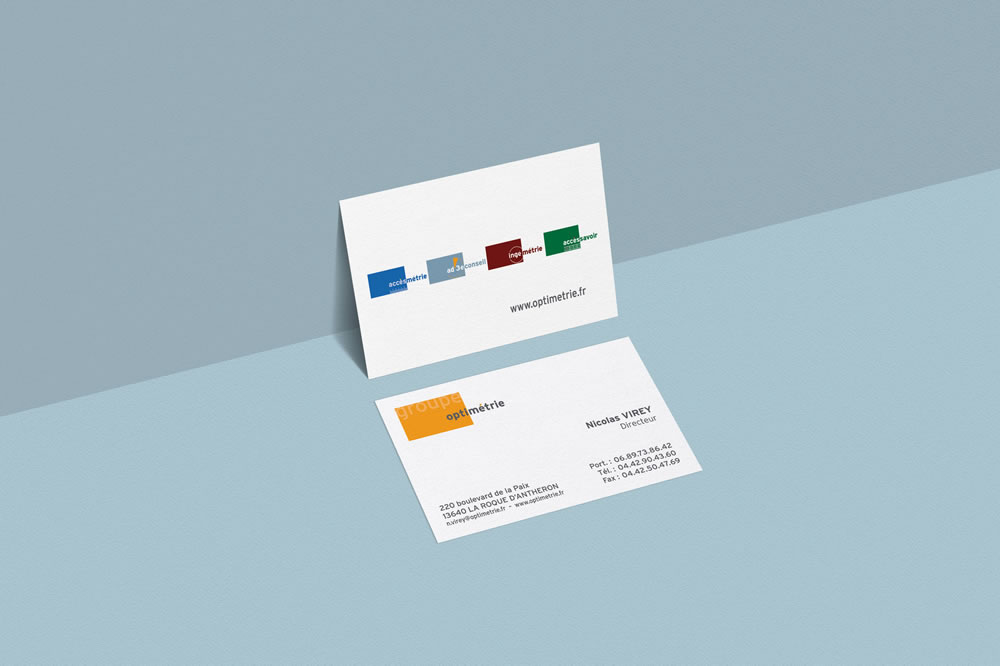 accèsmétrie
ad 3e conseil
ingémétrie
accessavoir
www.optimetrie.fr
groupe
optimétrie
Nicolas VIREY
Directeur
Port. : 06.89.73.86.42
Tél. : 04.42.90.43.60
Fax : 04.42.50.47.69
220 boulevard de la Paix
13640 LA ROQUE D'ANTHERON
n.virey@optimetrie.fr - www.optimetrie.fr